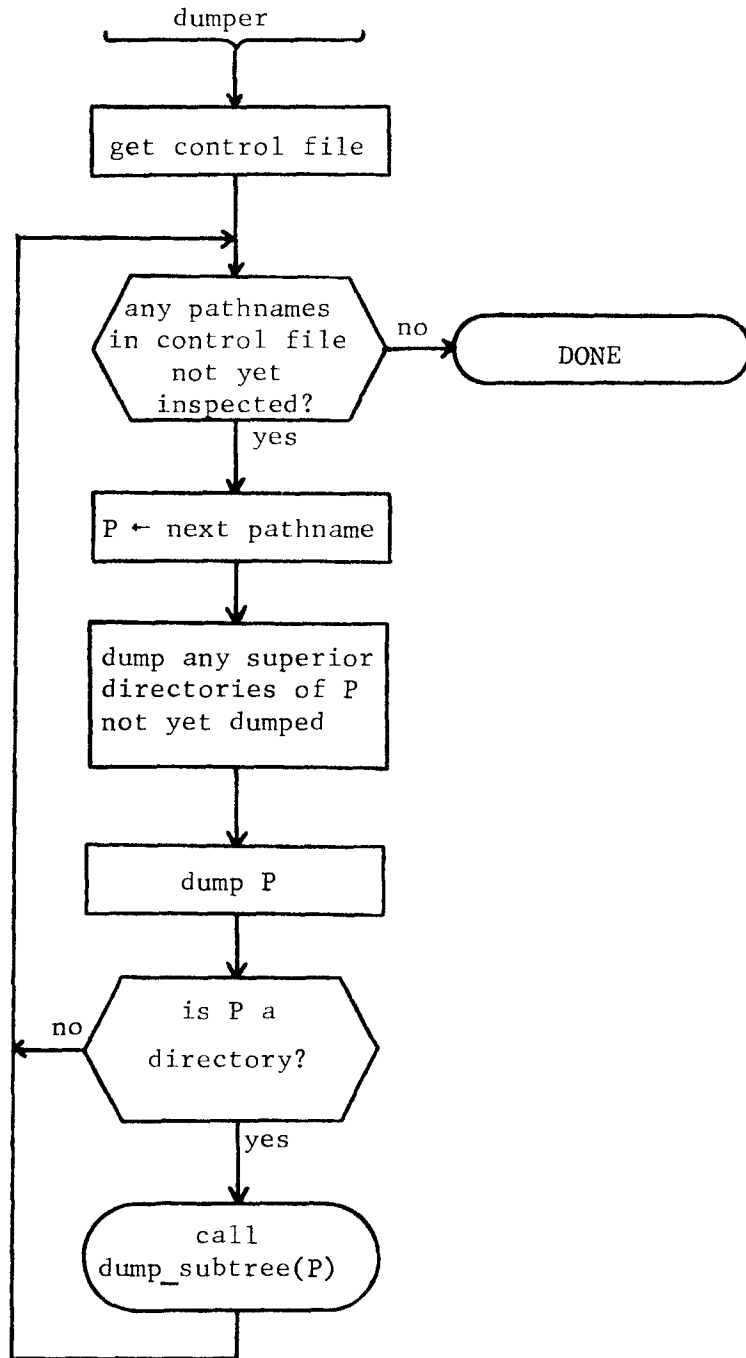 dumper
get control file
any pathnames
in control file
not yet
inspected?
no
DONE
yes
P ← next pathname
dump any superior
directories of P
not yet dumped
dump P
is P a
directory?
no
yes
call
dump_subtree(P)